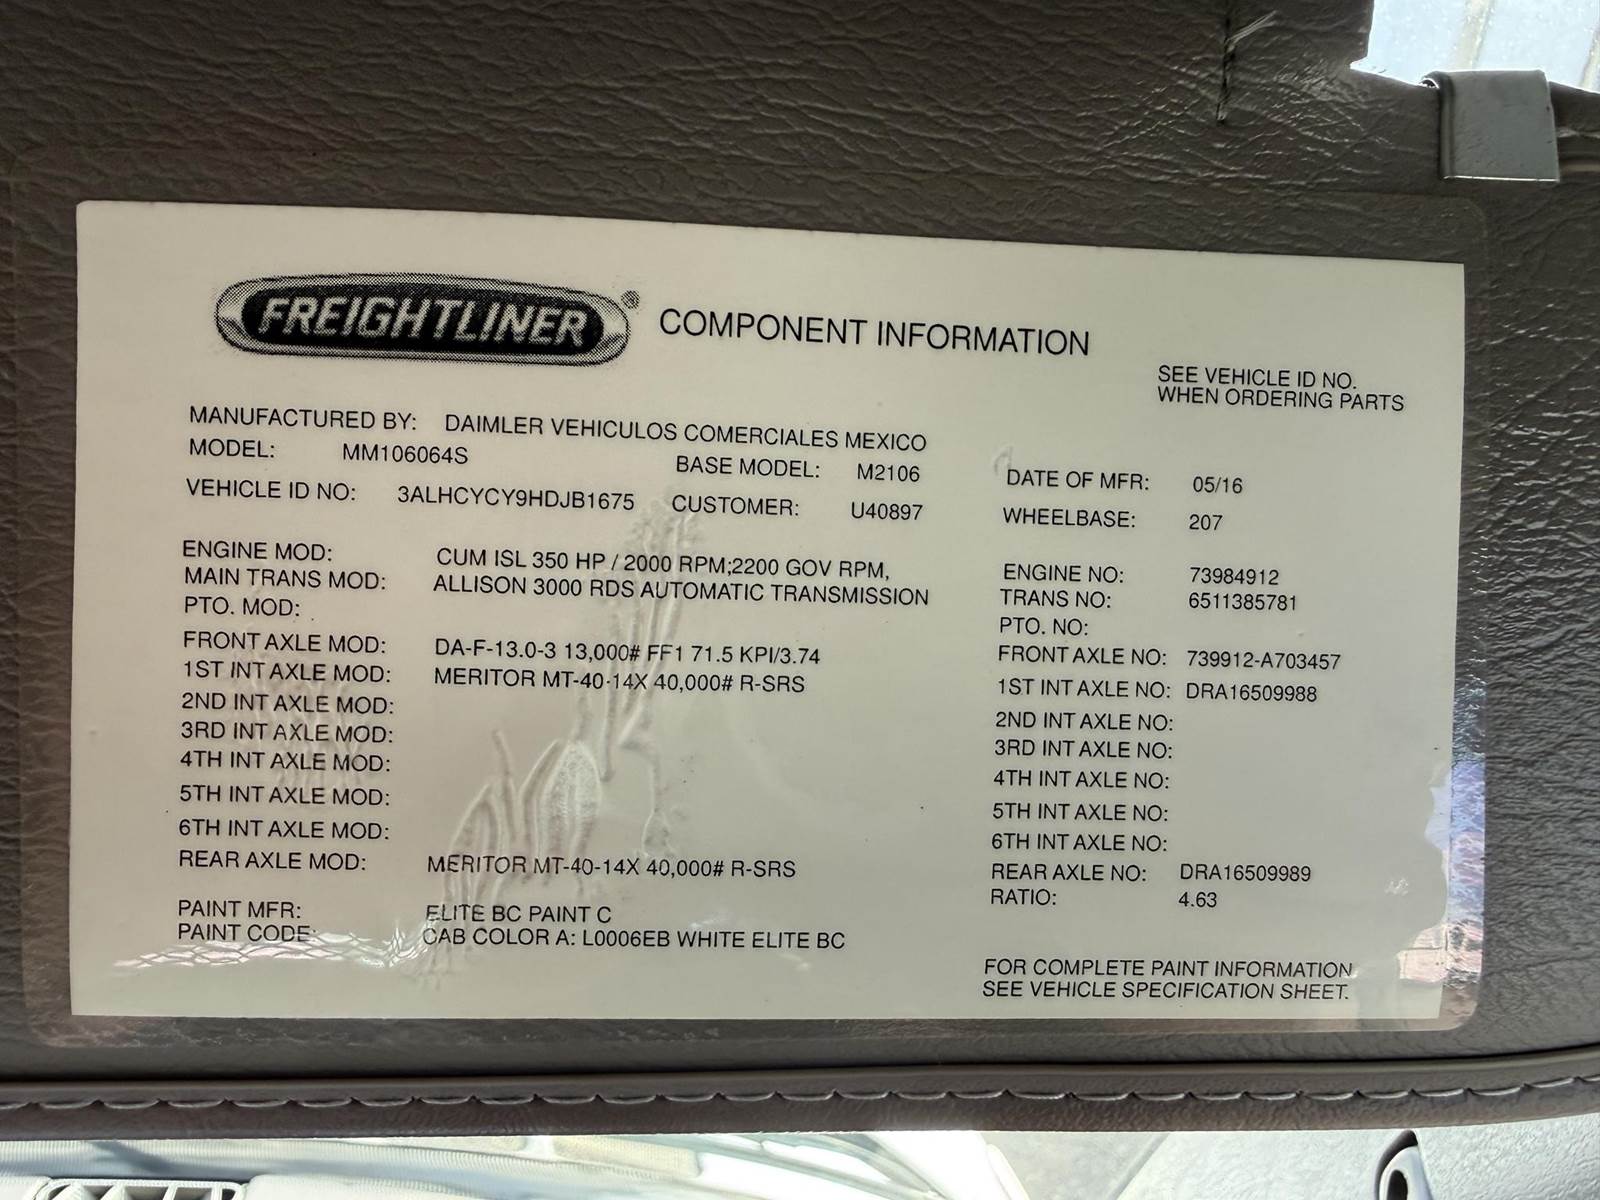 FREIGHTLINER® COMPONENT INFORMATION
SEE VEHICLE ID NO.
WHEN ORDERING PARTS
MANUFACTURED BY: DAIMLER VEHICULOS COMERCIALES MEXICO
MODEL: MM106064S BASE MODEL: M2106 DATE OF MFR: 05/16
VEHICLE ID NO: 3ALHCYCY9HDJB1675 CUSTOMER: U40897 WHEELBASE: 207
ENGINE MOD: CUM ISL 350 HP / 2000 RPM;2200 GOV RPM, ENGINE NO: 73984912
MAIN TRANS MOD: ALLISON 3000 RDS AUTOMATIC TRANSMISSION TRANS NO: 6511385781
PTO. MOD: PTO. NO:
FRONT AXLE MOD: DA-F-13.0-3 13,000# FF1 71.5 KPI/3.74 FRONT AXLE NO: 739912-A703457
1ST INT AXLE MOD: MERITOR MT-40-14X 40,000# R-SRS 1ST INT AXLE NO: DRA16509988
2ND INT AXLE MOD: 2ND INT AXLE NO:
3RD INT AXLE MOD: 3RD INT AXLE NO:
4TH INT AXLE MOD: 4TH INT AXLE NO:
5TH INT AXLE MOD: 5TH INT AXLE NO:
6TH INT AXLE MOD: 6TH INT AXLE NO:
REAR AXLE MOD: MERITOR MT-40-14X 40,000# R-SRS REAR AXLE NO: DRA16509989
RATIO: 4.63
PAINT MFR: ELITE BC PAINT C
PAINT CODE: CAB COLOR A: L0006EB WHITE ELITE BC
FOR COMPLETE PAINT INFORMATION
SEE VEHICLE SPECIFICATION SHEET.